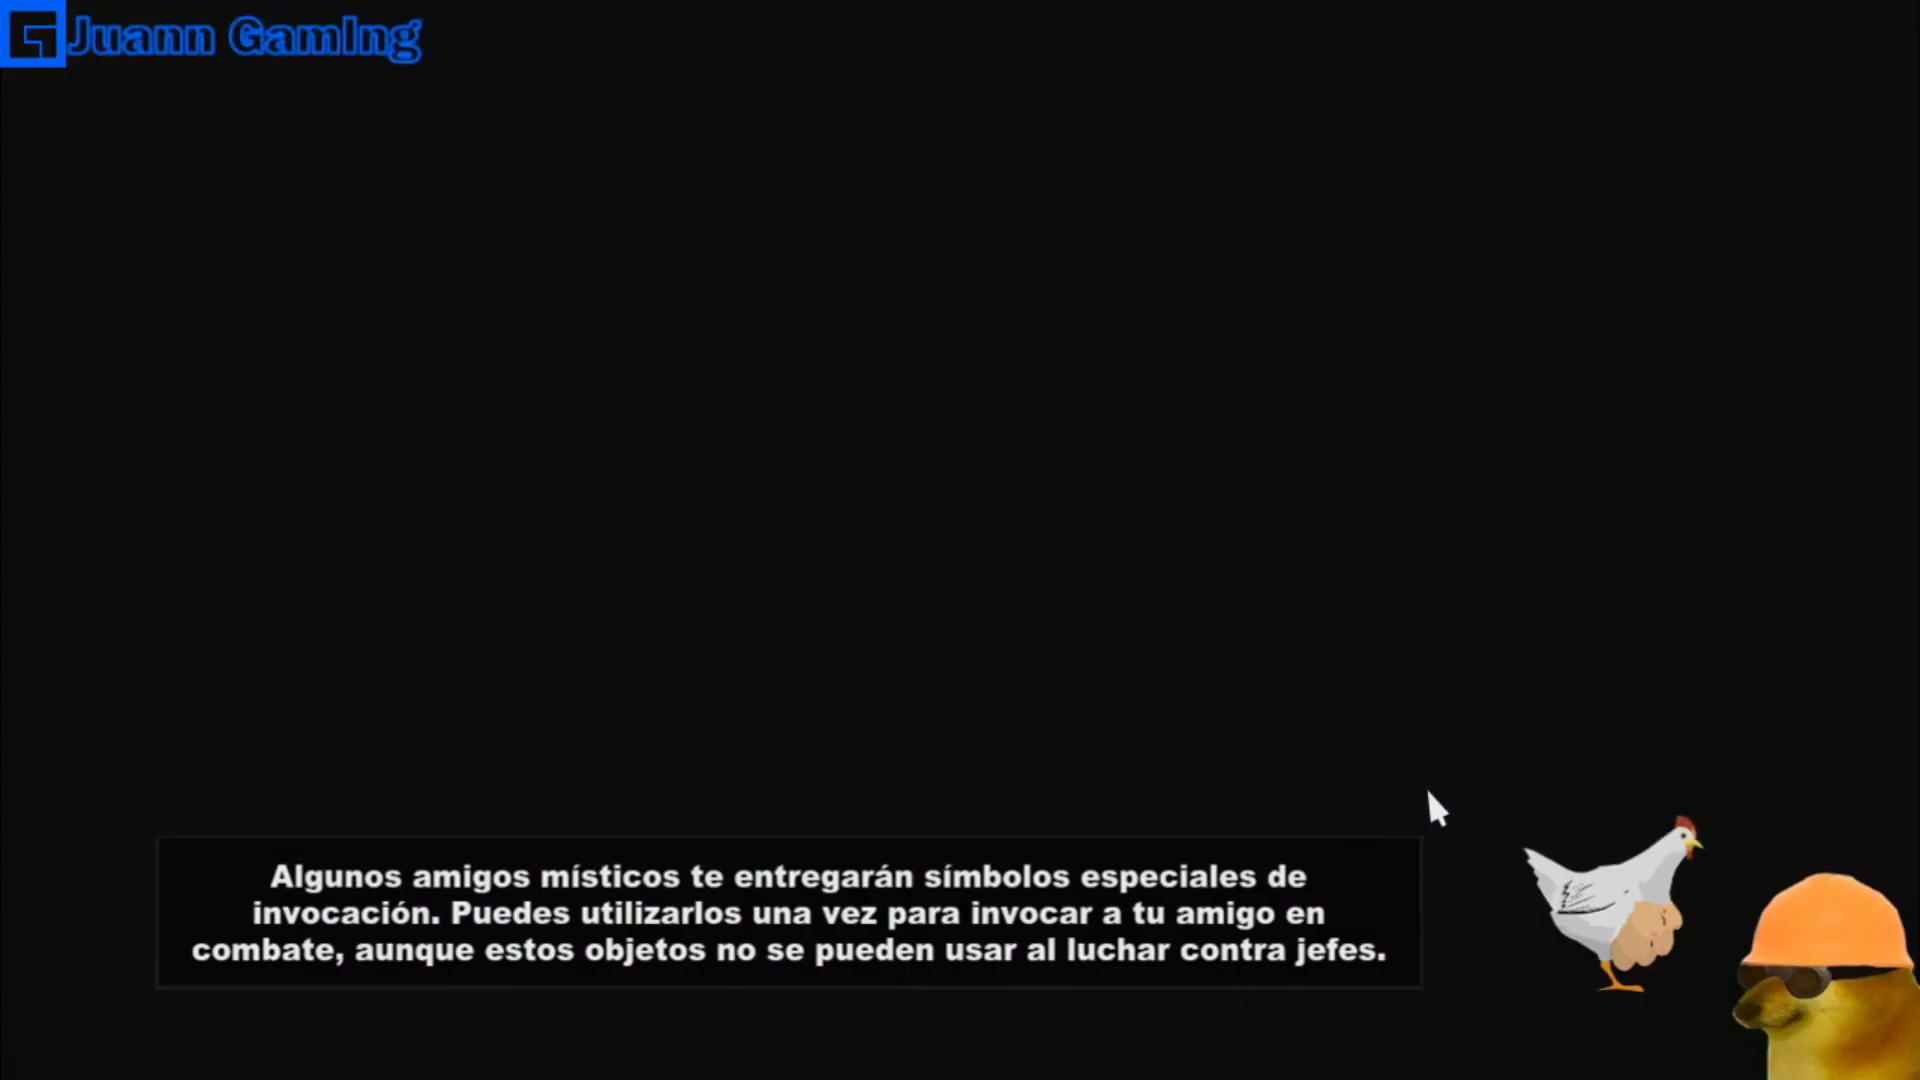 Juann GamIng
Algunos amigos místicos te entregarán símbolos especiales de
invocación. Puedes utilizarlos una vez para invocar a tu amigo en
combate, aunque estos objetos no se pueden usar al luchar contra jefes.